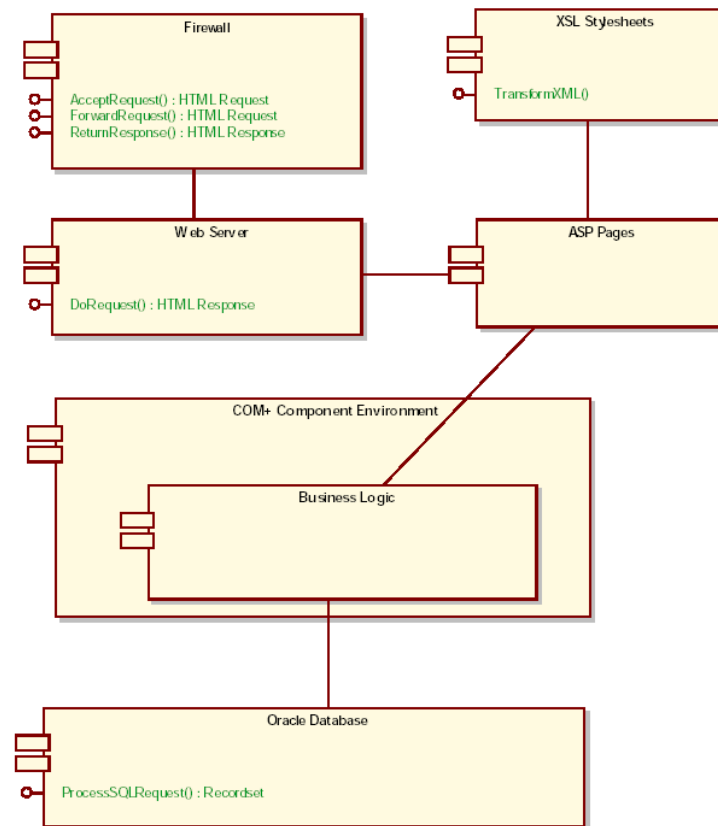 Firewall
AcceptRequest() : HTML Request
ForwardRequest() : HTML Request
ReturnResponse() : HTML Response
XSL Stylesheets
TransformXML()
Web Server
DoRequest() : HTML Response
ASP Pages
COM+ Component Environment
Business Logic
Oracle Database
ProcessSQLRequest() : Recordset